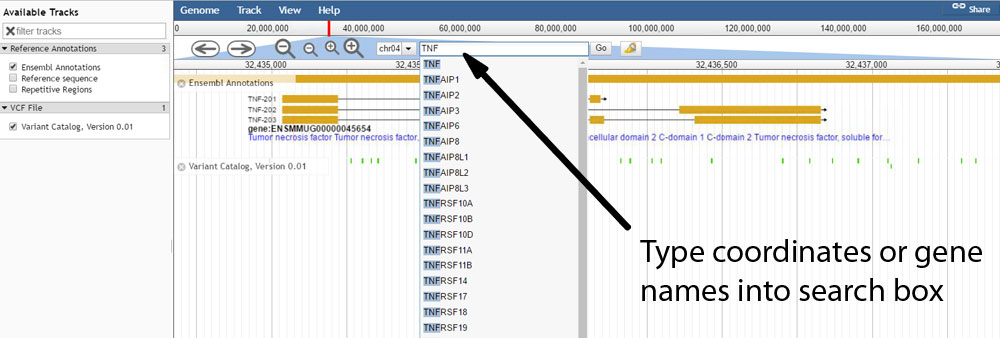 Available Tracks
filter tracks
Reference Annotations 3
Ensembl Annotations
Reference sequence
Repetitive Regions
VCF File 1
Variant Catalog, Version 0.01
Genome Track View Help Share
0 20,000,000 40,000,000 60,000,000 80,000,000 100,000,000 120,000,000 140,000,000 160,000,000
chr04 TNF Go
32,435,000 32,435 32,436,500 32,437,000
Ensembl Annotations
TNF-201
TNF-202
TNF-203
gene:ENSMMUG00000045654
Tumor necrosis factor Tumor necrosis factor, cellular domain 2 C-domain 1 C-domain 2 Tumor necrosis factor, soluble for...
Variant Catalog, Version 0.01
TNF
TNFAIP1
TNFAIP2
TNFAIP3
TNFAIP6
TNFAIP8
TNFAIP8L1
TNFAIP8L2
TNFAIP8L3
TNFRSF10A
TNFRSF10B
TNFRSF10D
TNFRSF11A
TNFRSF11B
TNFRSF14
TNFRSF17
TNFRSF18
TNFRSF19
Type coordinates or gene
names into search box